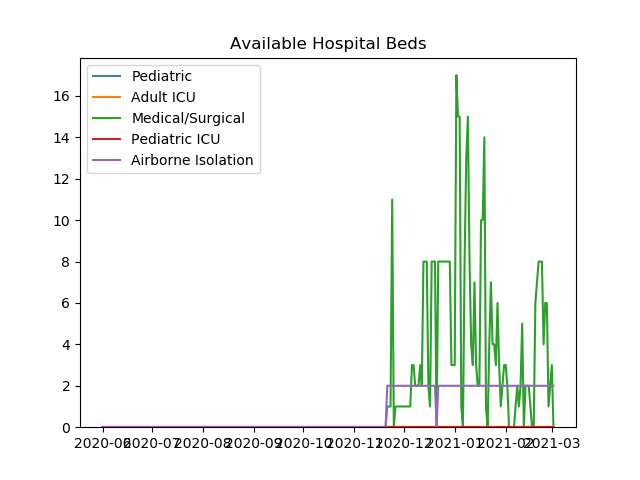 Available Hospital Beds
Pediatric
Adult ICU
Medical/Surgical
Pediatric ICU
Airborne Isolation
16
14
12
10
8
6
4
2
0
2020-06 2020-07 2020-08 2020-09 2020-10 2020-11 2020-12 2021-01 2021-02 2021-03